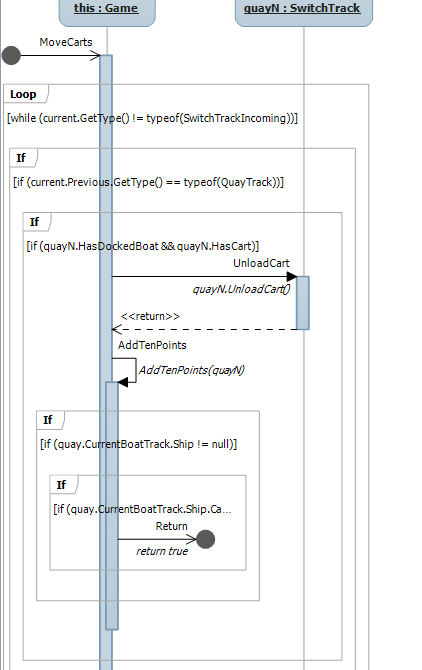 this : Game
quayN : SwitchTrack
MoveCarts
Loop
[while (current.GetType() != typeof(SwitchTrackIncoming))]
If
[if (current.Previous.GetType() == typeof(QuayTrack))]
If
[if (quayN.HasDockedBoat && quayN.HasCart)]
UnloadCart
quayN.UnloadCart()
<<return>>
AddTenPoints
AddTenPoints(quayN)
If
[if (quay.CurrentBoatTrack.Ship != null)]
If
[if (quay.CurrentBoatTrack.Ship.Ca...
Return
return true